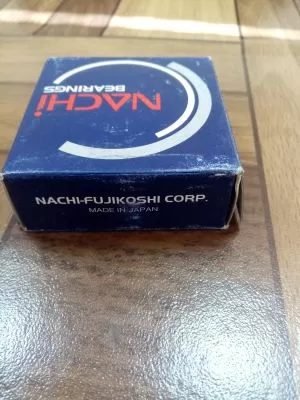 NACHi
BEARINGS
NACHI-FUJIKOSHI CORP.
MADE IN JAPAN